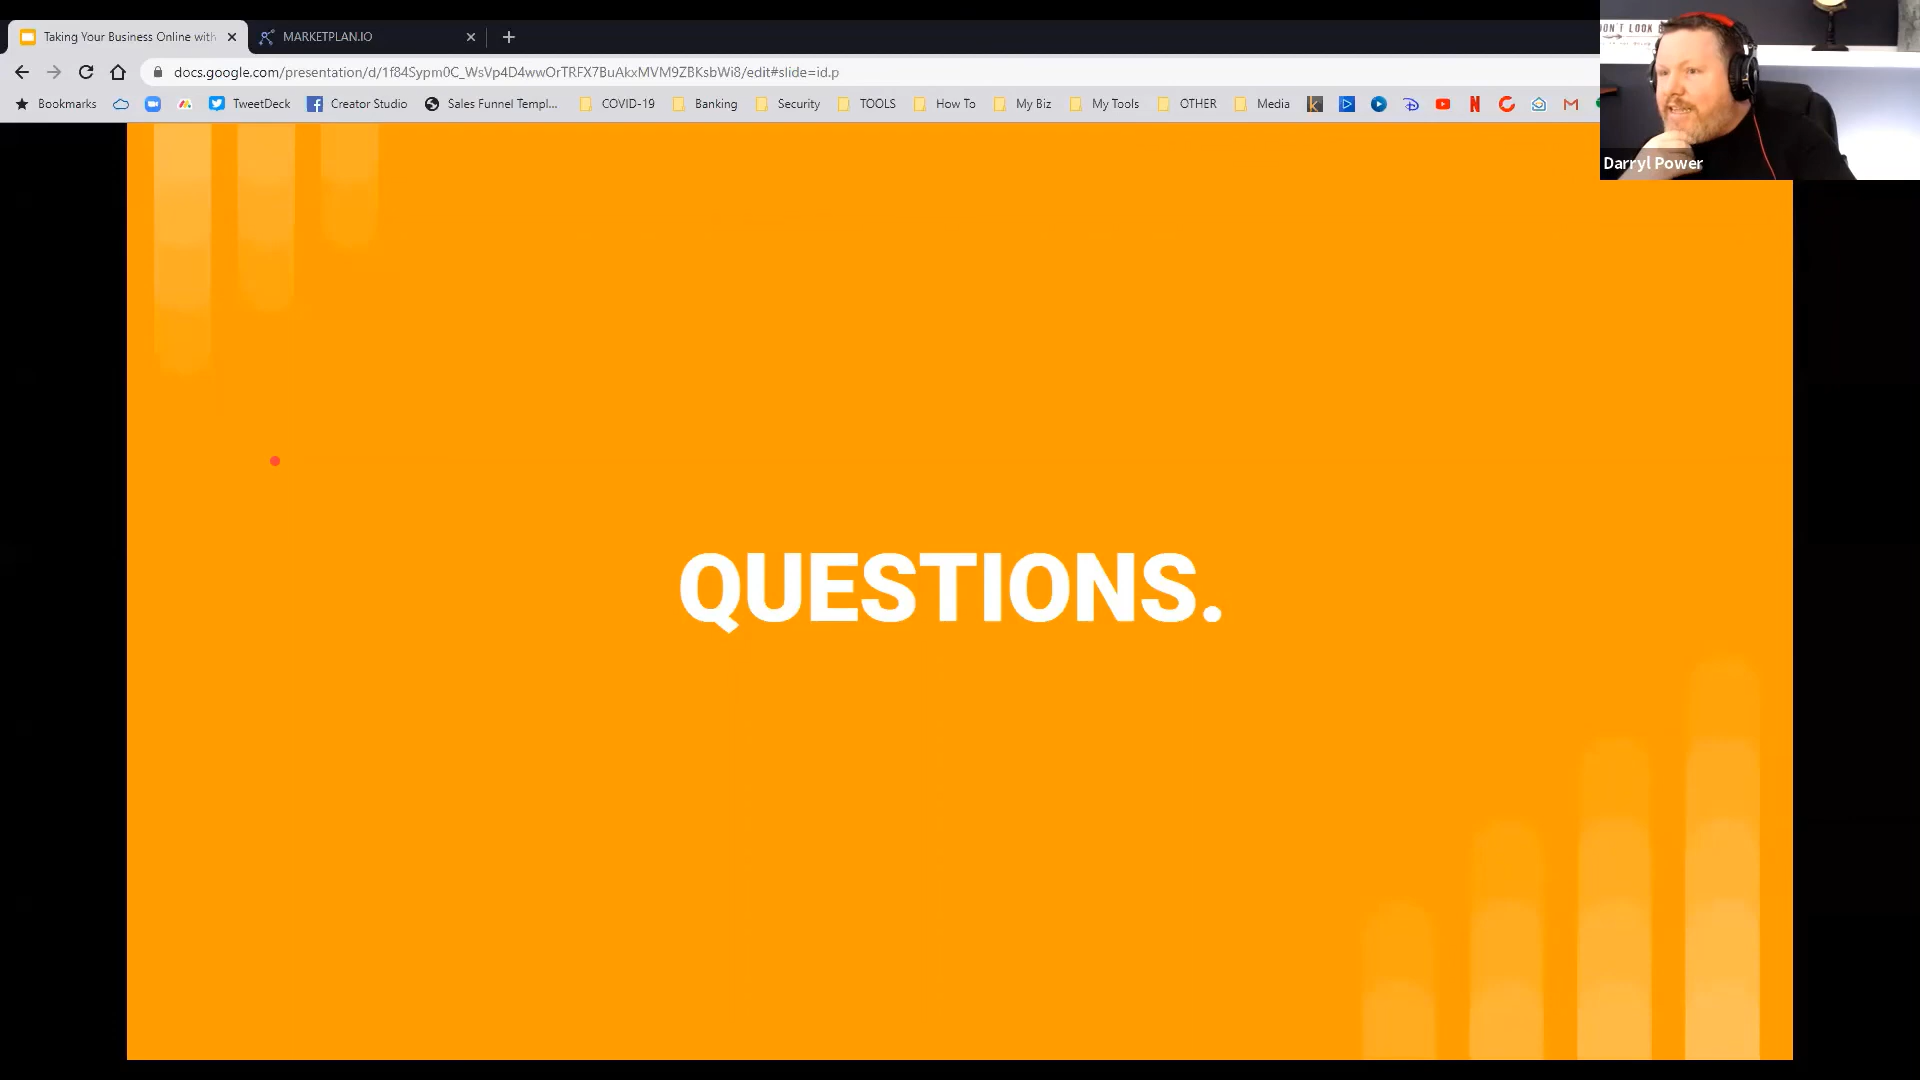 Taking Your Business Online with
MARKETPLAN.IO
docs.google.com/presentation/d/1f84Sypm0C_WsVp4D4wwOrTRFX7BuAkxMVM9ZBKsbWi8/edit#slide=id.p
Bookmarks TweetDeck Creator Studio Sales Funnel Templ... COVID-19 Banking Security TOOLS How To My Biz My Tools OTHER Media
DON'T LOOK
Darryl Power
QUESTIONS.